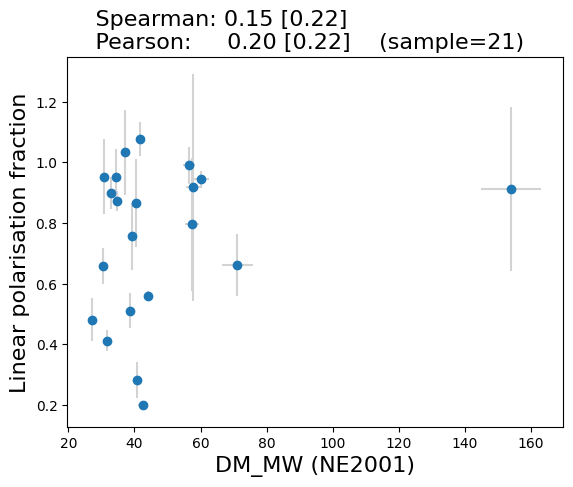 Spearman: 0.15 [0.22]
Pearson: 0.20 [0.22] (sample=21)
1.2
1.0
0.8
0.6
0.4
0.2
Linear polarisation fraction
20 40 60 80 100 120 140 160
DM_MW (NE2001)